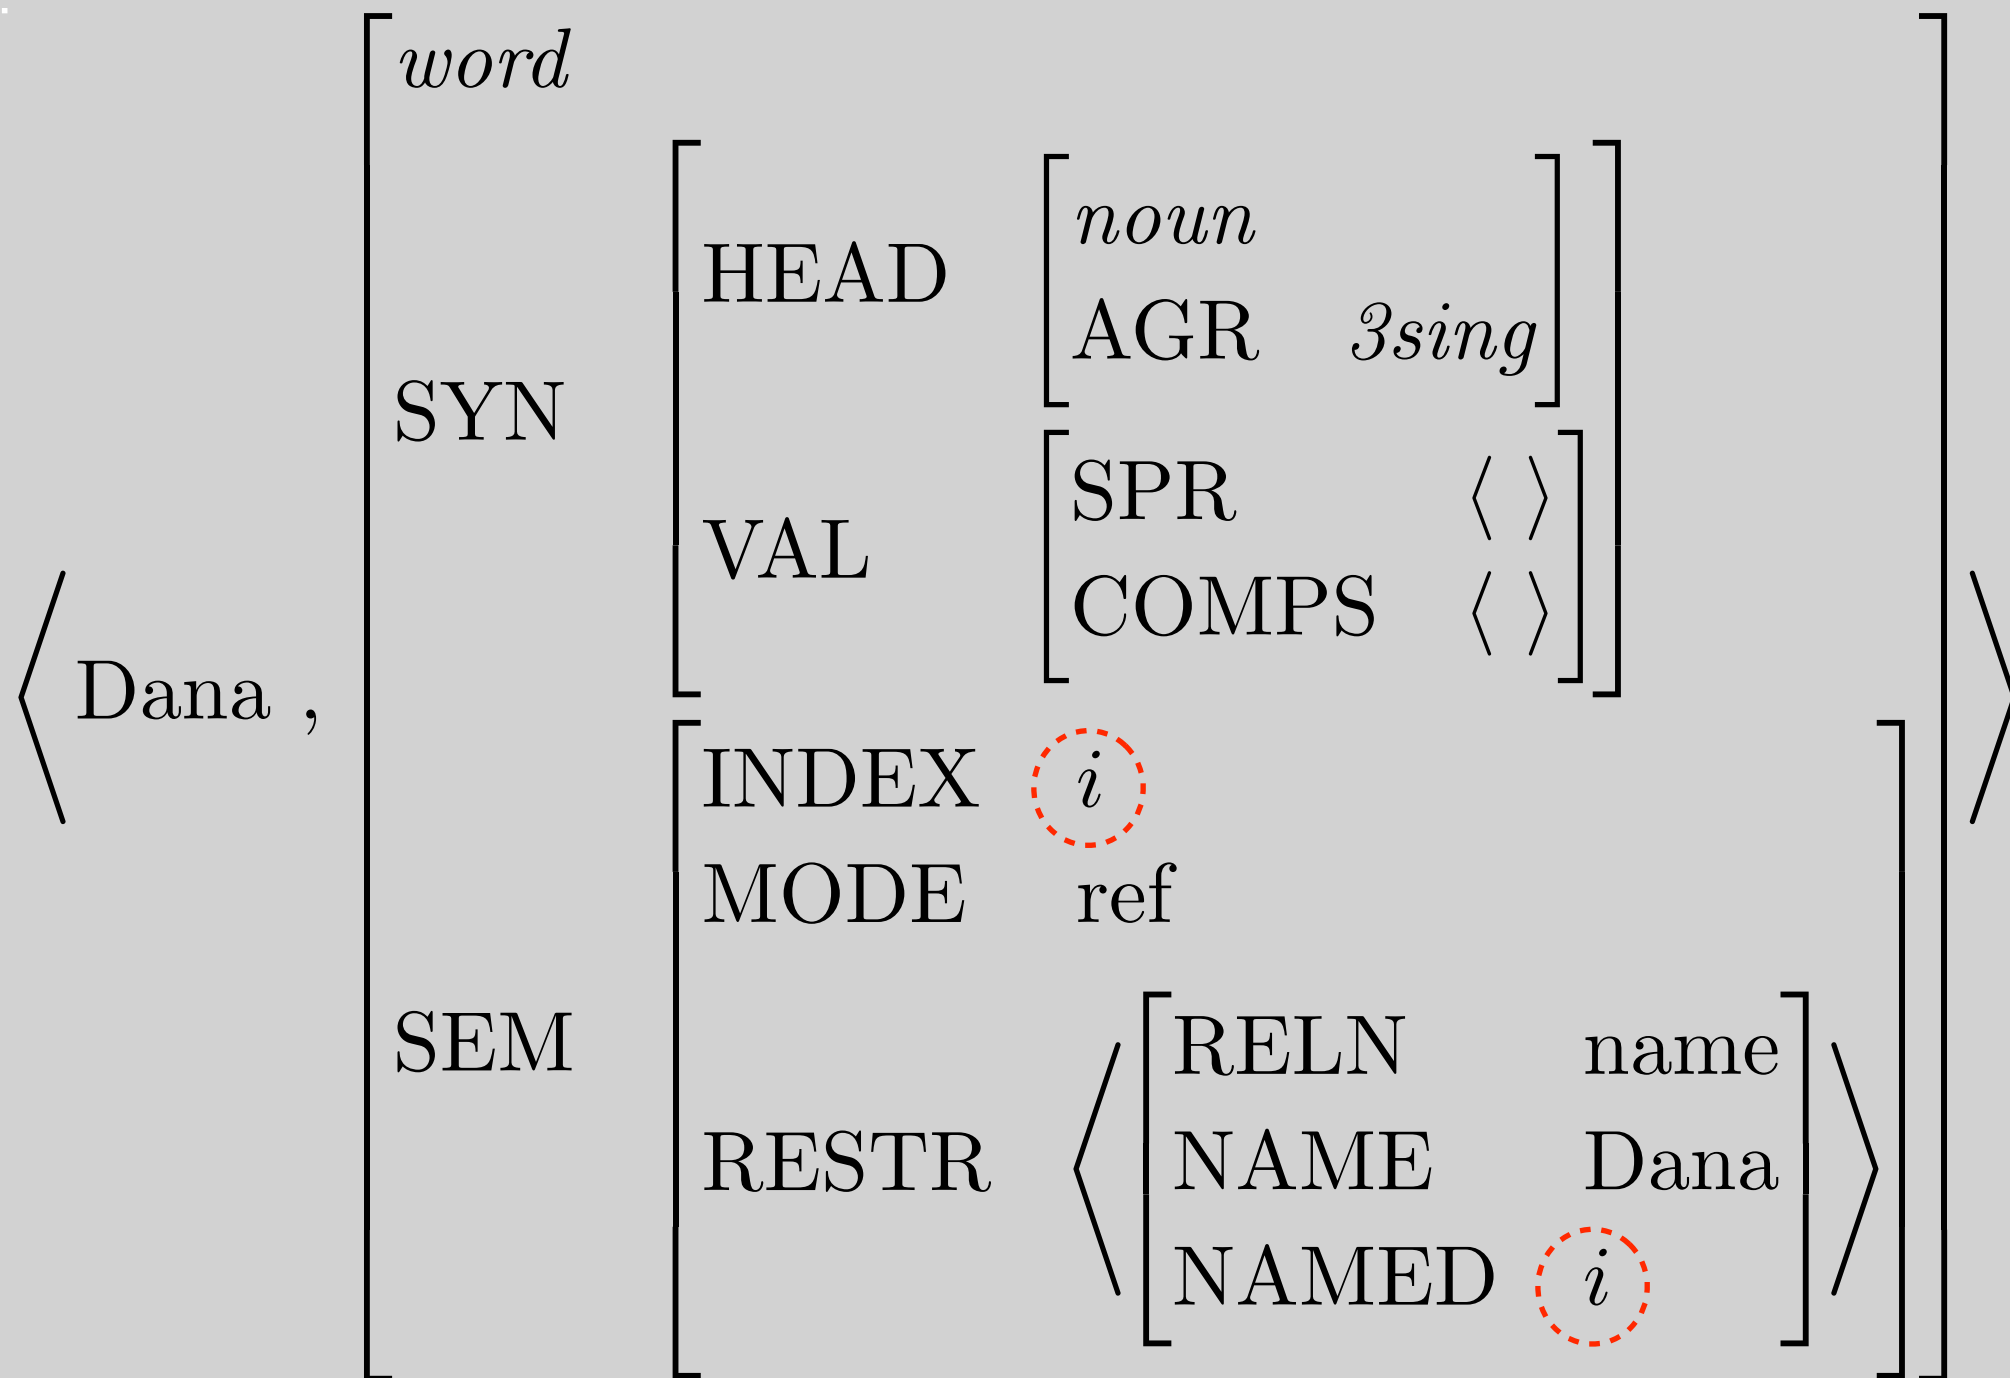 word
noun
HEAD
AGR 3sing
SYN
SPR ⟨ ⟩
VAL
COMPS ⟨ ⟩
⟨ Dana , ⟩
INDEX i
MODE ref
RELN name
SEM
RESTR ⟨ NAME Dana ⟩
NAMED i